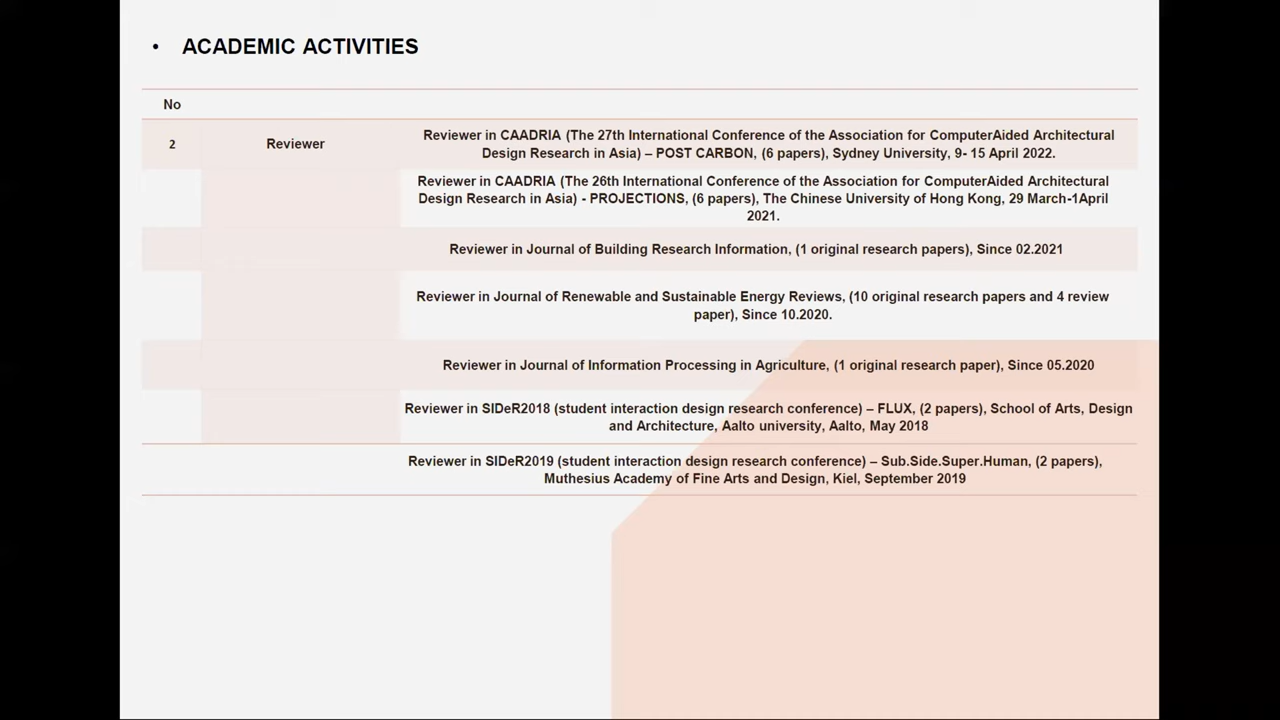 • ACADEMIC ACTIVITIES
No
2
Reviewer
Reviewer in CAADRIA (The 27th International Conference of the Association for ComputerAided Architectural
Design Research in Asia) – POST CARBON, (6 papers), Sydney University, 9- 15 April 2022.
Reviewer in CAADRIA (The 26th International Conference of the Association for ComputerAided Architectural
Design Research in Asia) - PROJECTIONS, (6 papers), The Chinese University of Hong Kong, 29 March-1April
2021.
Reviewer in Journal of Building Research Information, (1 original research papers), Since 02.2021
Reviewer in Journal of Renewable and Sustainable Energy Reviews, (10 original research papers and 4 review
paper), Since 10.2020.
Reviewer in Journal of Information Processing in Agriculture, (1 original research paper), Since 05.2020
Reviewer in SIDeR2018 (student interaction design research conference) – FLUX, (2 papers), School of Arts, Design
and Architecture, Aalto university, Aalto, May 2018
Reviewer in SIDeR2019 (student interaction design research conference) – Sub.Side.Super.Human, (2 papers),
Muthesius Academy of Fine Arts and Design, Kiel, September 2019